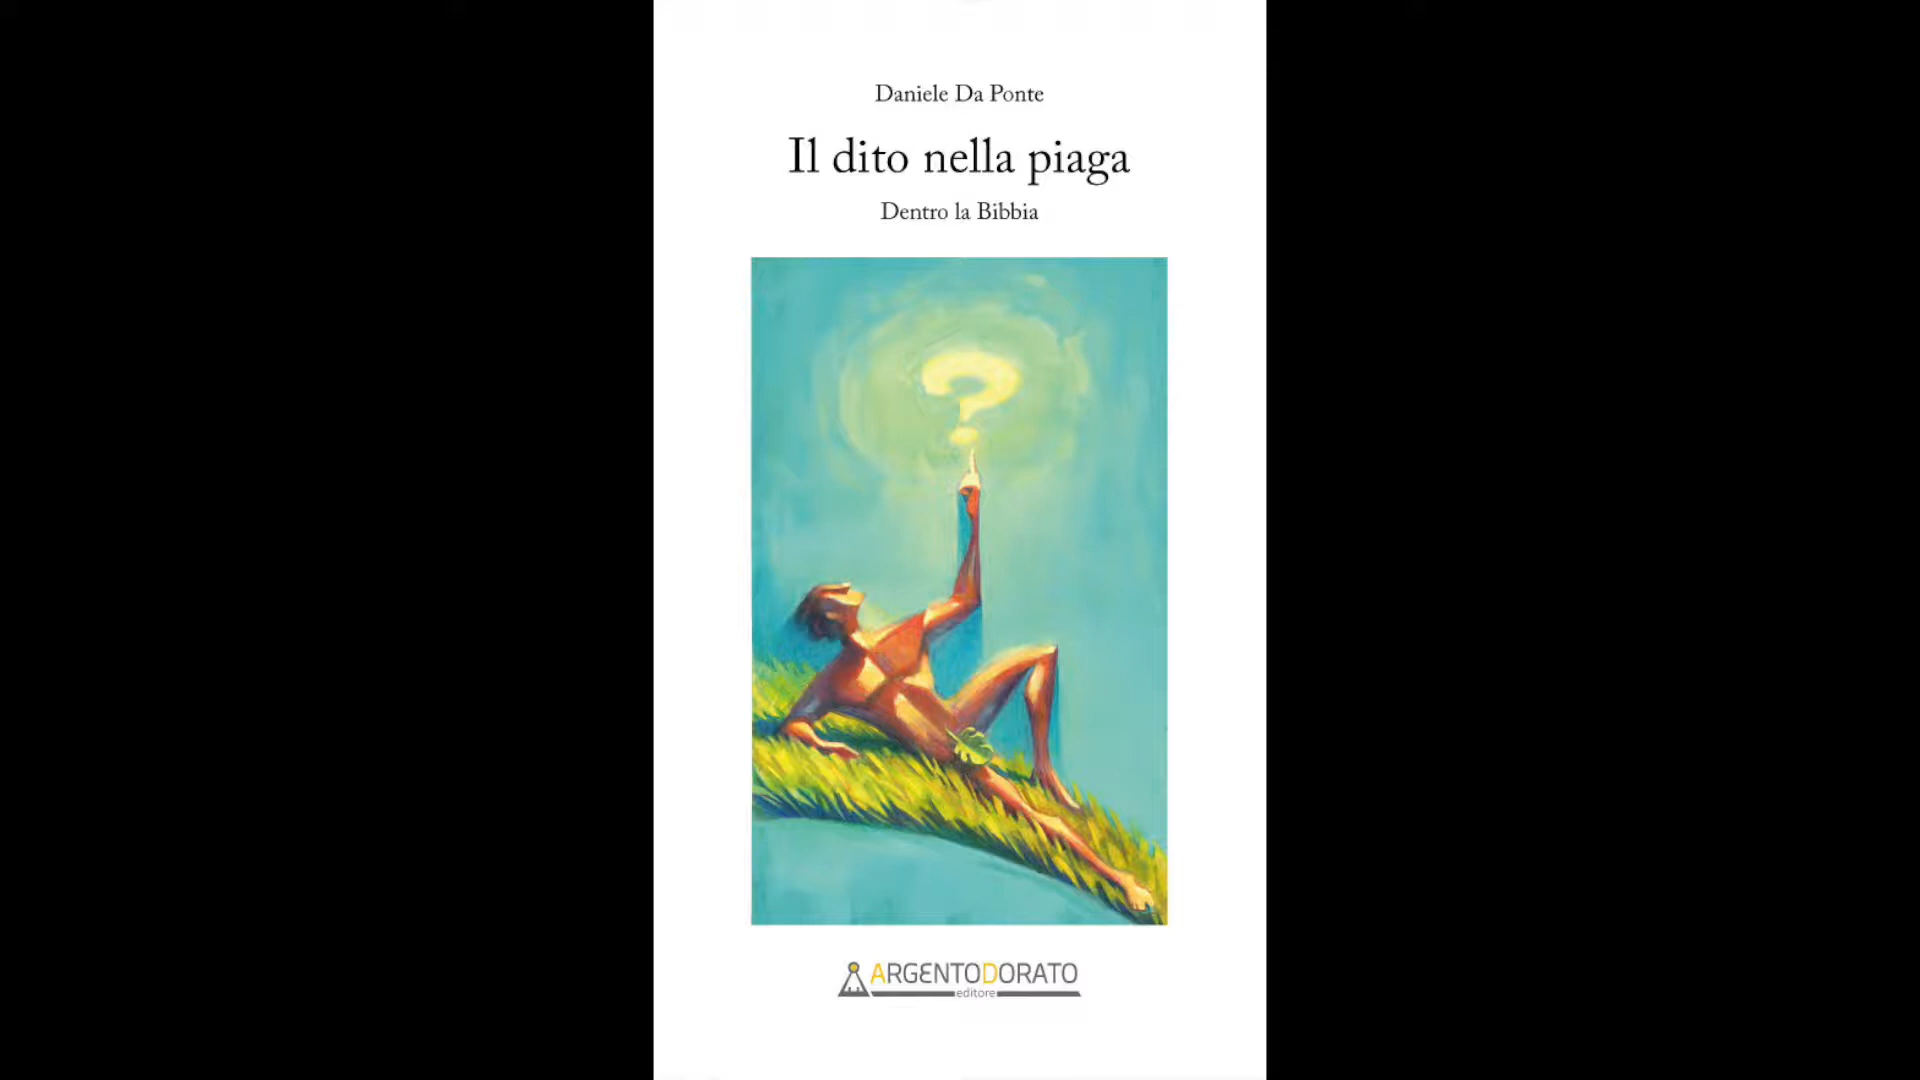 Daniele Da Ponte
Il dito nella piaga
Dentro la Bibbia
ARGENTODORATO
editore